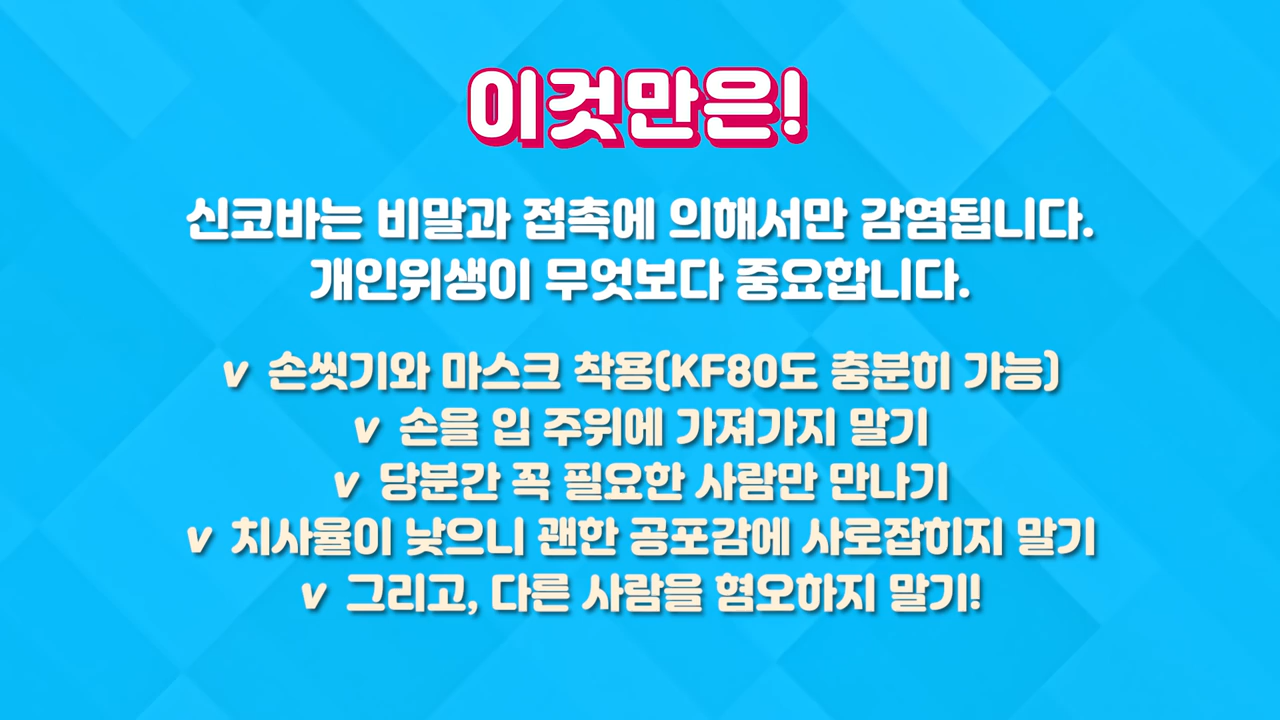 이것만은!
신코바는 비말과 접촉에 의해서만 감염됩니다.
개인위생이 무엇보다 중요합니다.
v 손씻기와 마스크 착용(KF80도 충분히 가능)
v 손을 입 주위에 가져가지 말기
v 당분간 꼭 필요한 사람만 만나기
v 치사율이 낮으니 괜한 공포감에 사로잡히지 말기
v 그리고, 다른 사람을 혐오하지 말기!